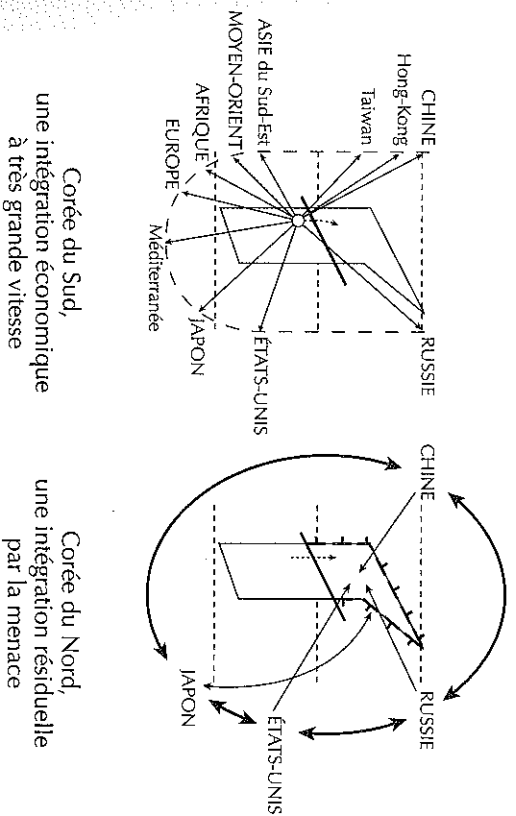 CHINE
Hong-Kong
Taiwan
ASIE du Sud-Est
MOYEN-ORIENT
AFRIQUE
EUROPE
Méditerranée
JAPON
ÉTATS-UNIS
RUSSIE
Corée du Sud,
une intégration économique
à très grande vitesse
CHINE
RUSSIE
ÉTATS-UNIS
JAPON
Corée du Nord,
une intégration résiduelle
par la menace